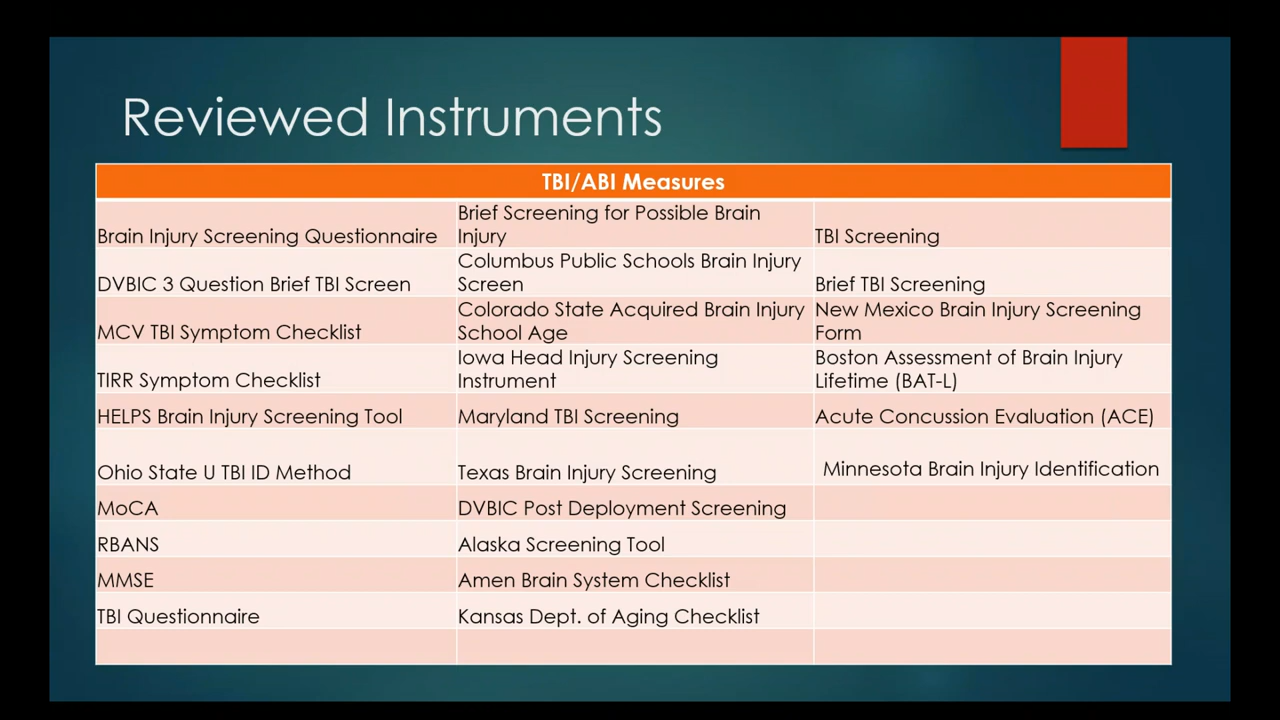 Reviewed Instruments
TBI/ABI Measures
Brain Injury Screening Questionnaire
Brief Screening for Possible Brain
Injury
TBI Screening
DVBIC 3 Question Brief TBI Screen
Columbus Public Schools Brain Injury
Screen
Brief TBI Screening
MCV TBI Symptom Checklist
Colorado State Acquired Brain Injury
School Age
New Mexico Brain Injury Screening
Form
TIRR Symptom Checklist
Iowa Head Injury Screening
Instrument
Boston Assessment of Brain Injury
Lifetime (BAT-L)
HELPS Brain Injury Screening Tool
Maryland TBI Screening
Acute Concussion Evaluation (ACE)
Ohio State U TBI ID Method
Texas Brain Injury Screening
Minnesota Brain Injury Identification
MoCA
DVBIC Post Deployment Screening
RBANS
Alaska Screening Tool
MMSE
Amen Brain System Checklist
TBI Questionnaire
Kansas Dept. of Aging Checklist